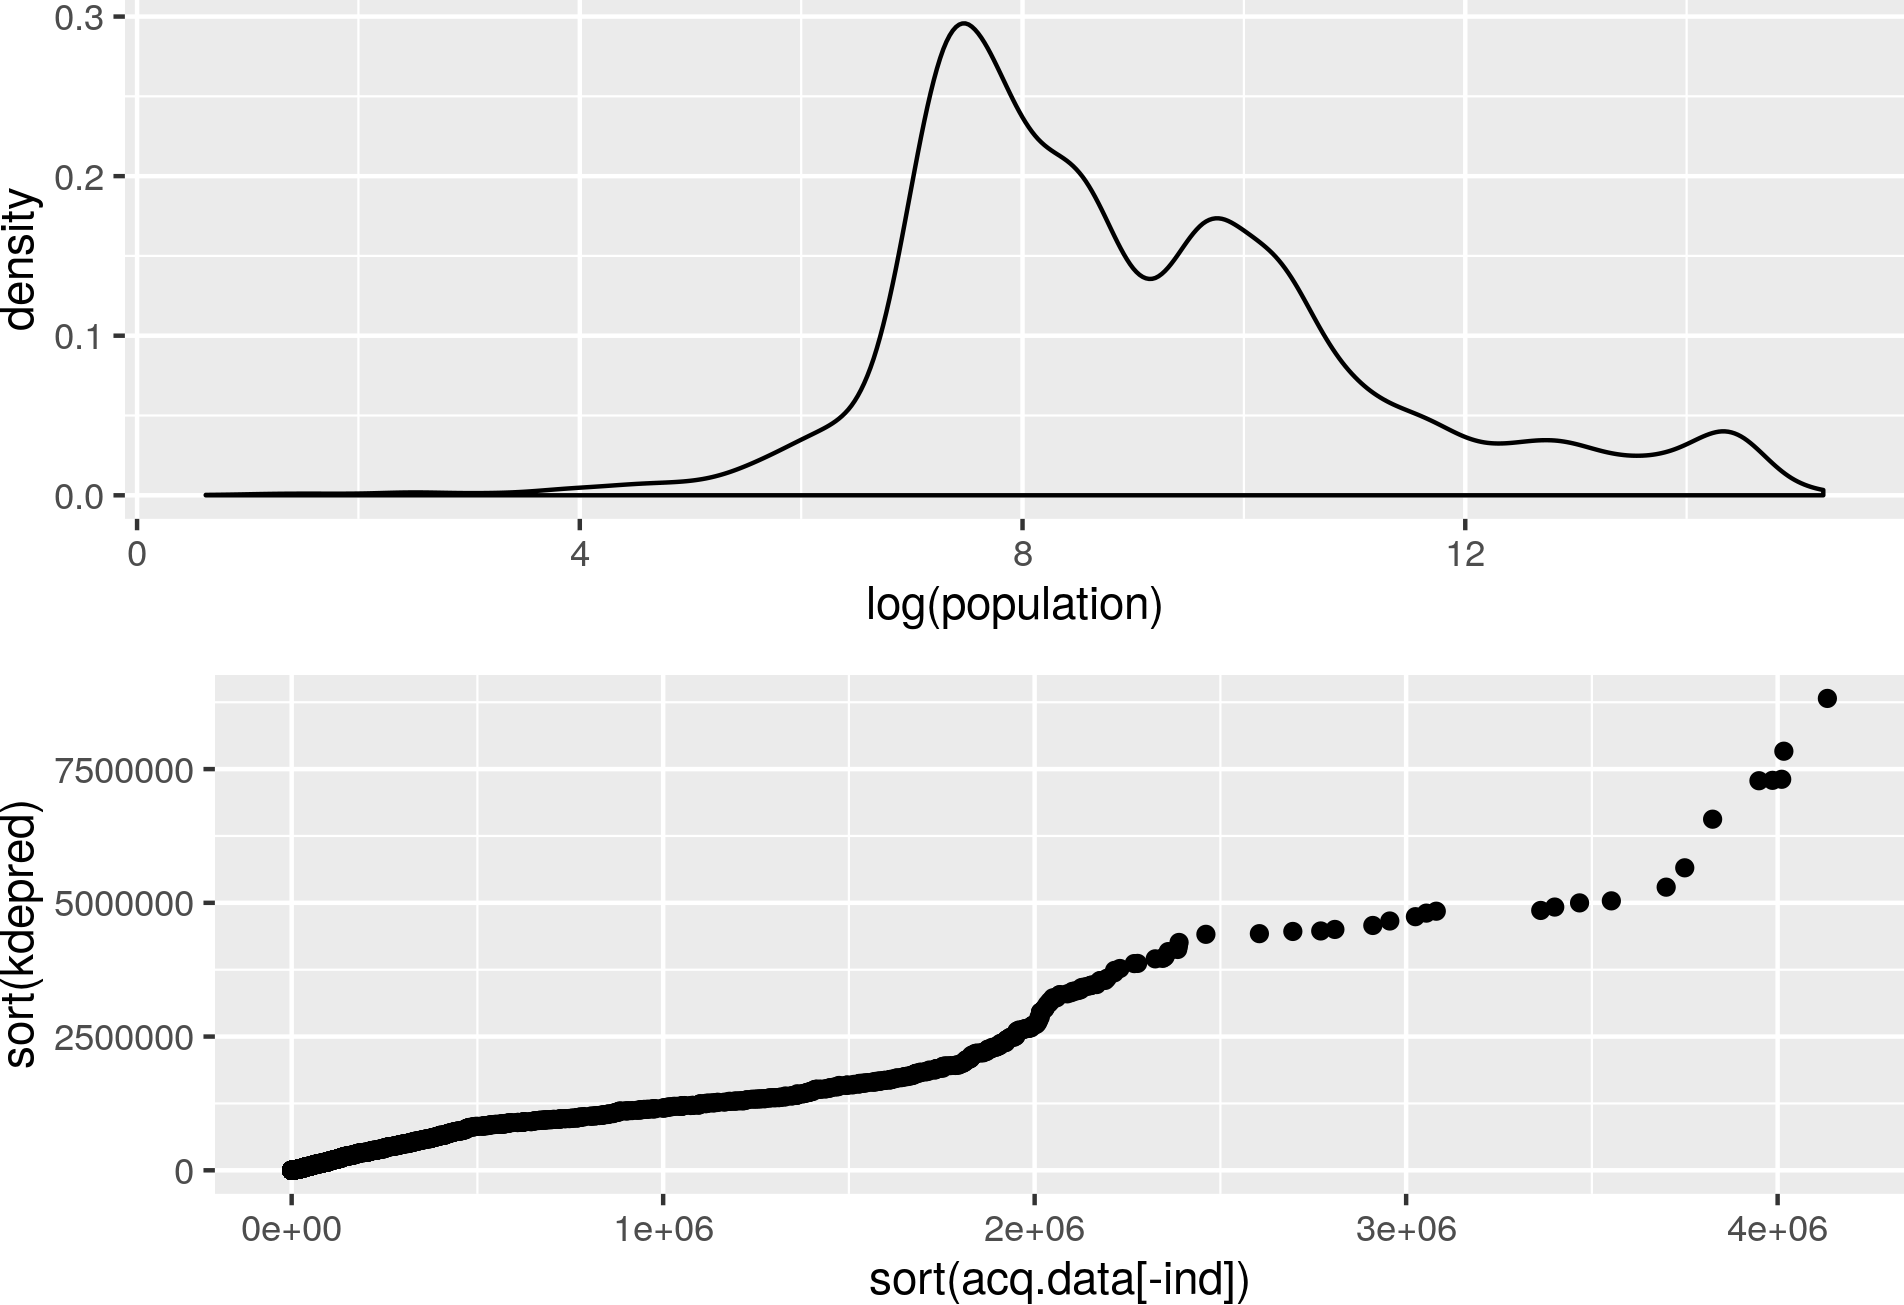 0.3
0.2
0.1
0.0
density
0 4 8 12
log(population)
7500000
5000000
2500000
0
sort(kdepred)
0e+00 1e+06 2e+06 3e+06 4e+06
sort(acq.data[-ind])